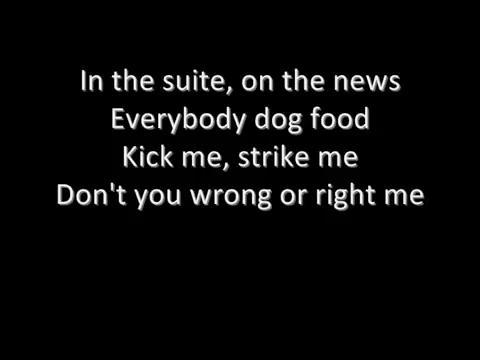 In the suite, on the news
Everybody dog food
Kick me, strike me
Don't you wrong or right me